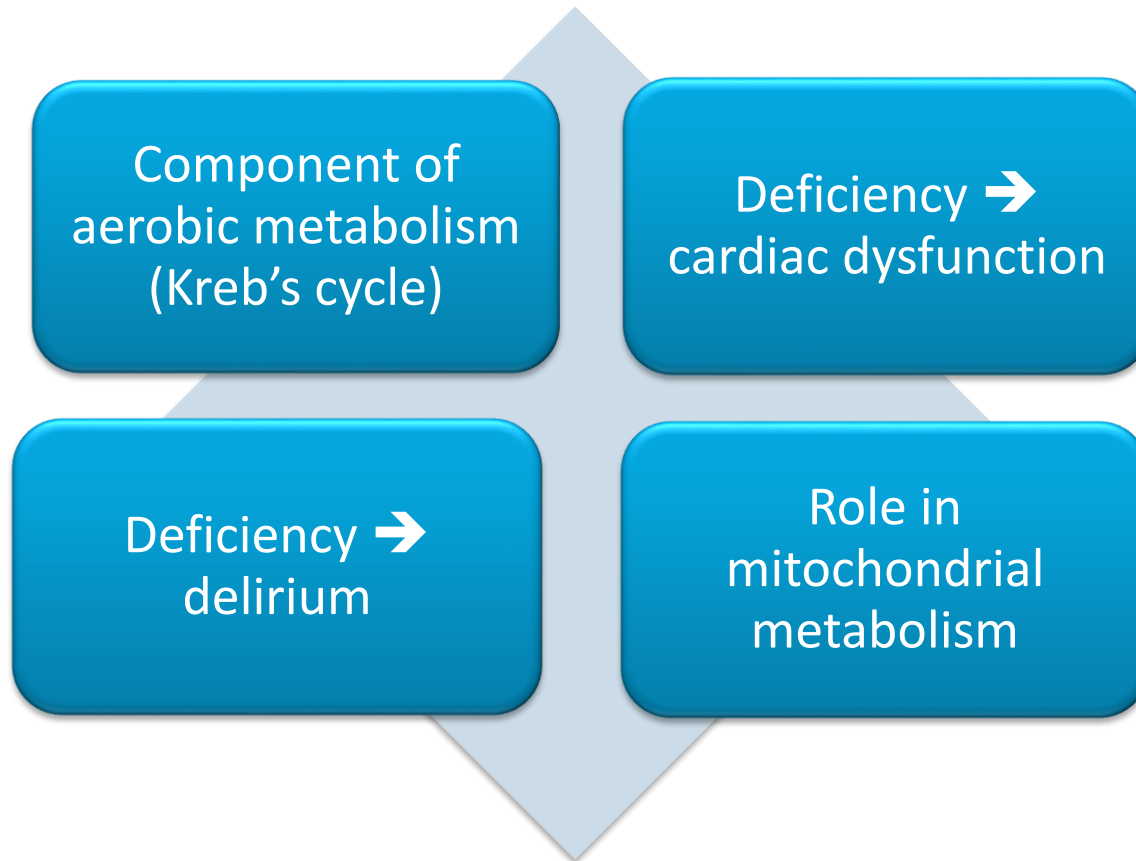 Component of
aerobic metabolism
(Kreb’s cycle)
Deficiency ➔
cardiac dysfunction
Deficiency ➔
delirium
Role in
mitochondrial
metabolism